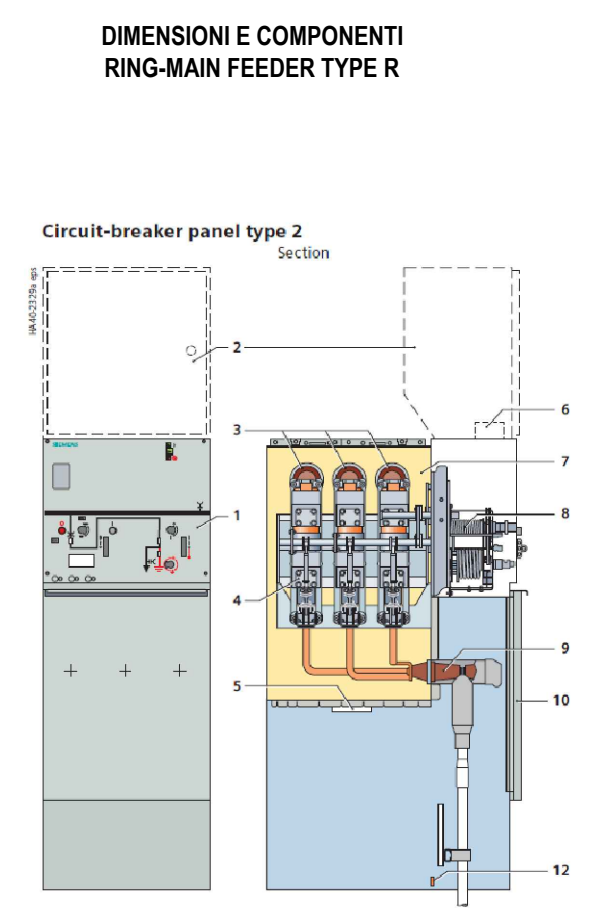 DIMENSIONI E COMPONENTI
RING-MAIN FEEDER TYPE R
Circuit-breaker panel type 2
Section
HA40-2329a eps
2
6
3
7
SIEMENS
1
8
4
9
5
10
12